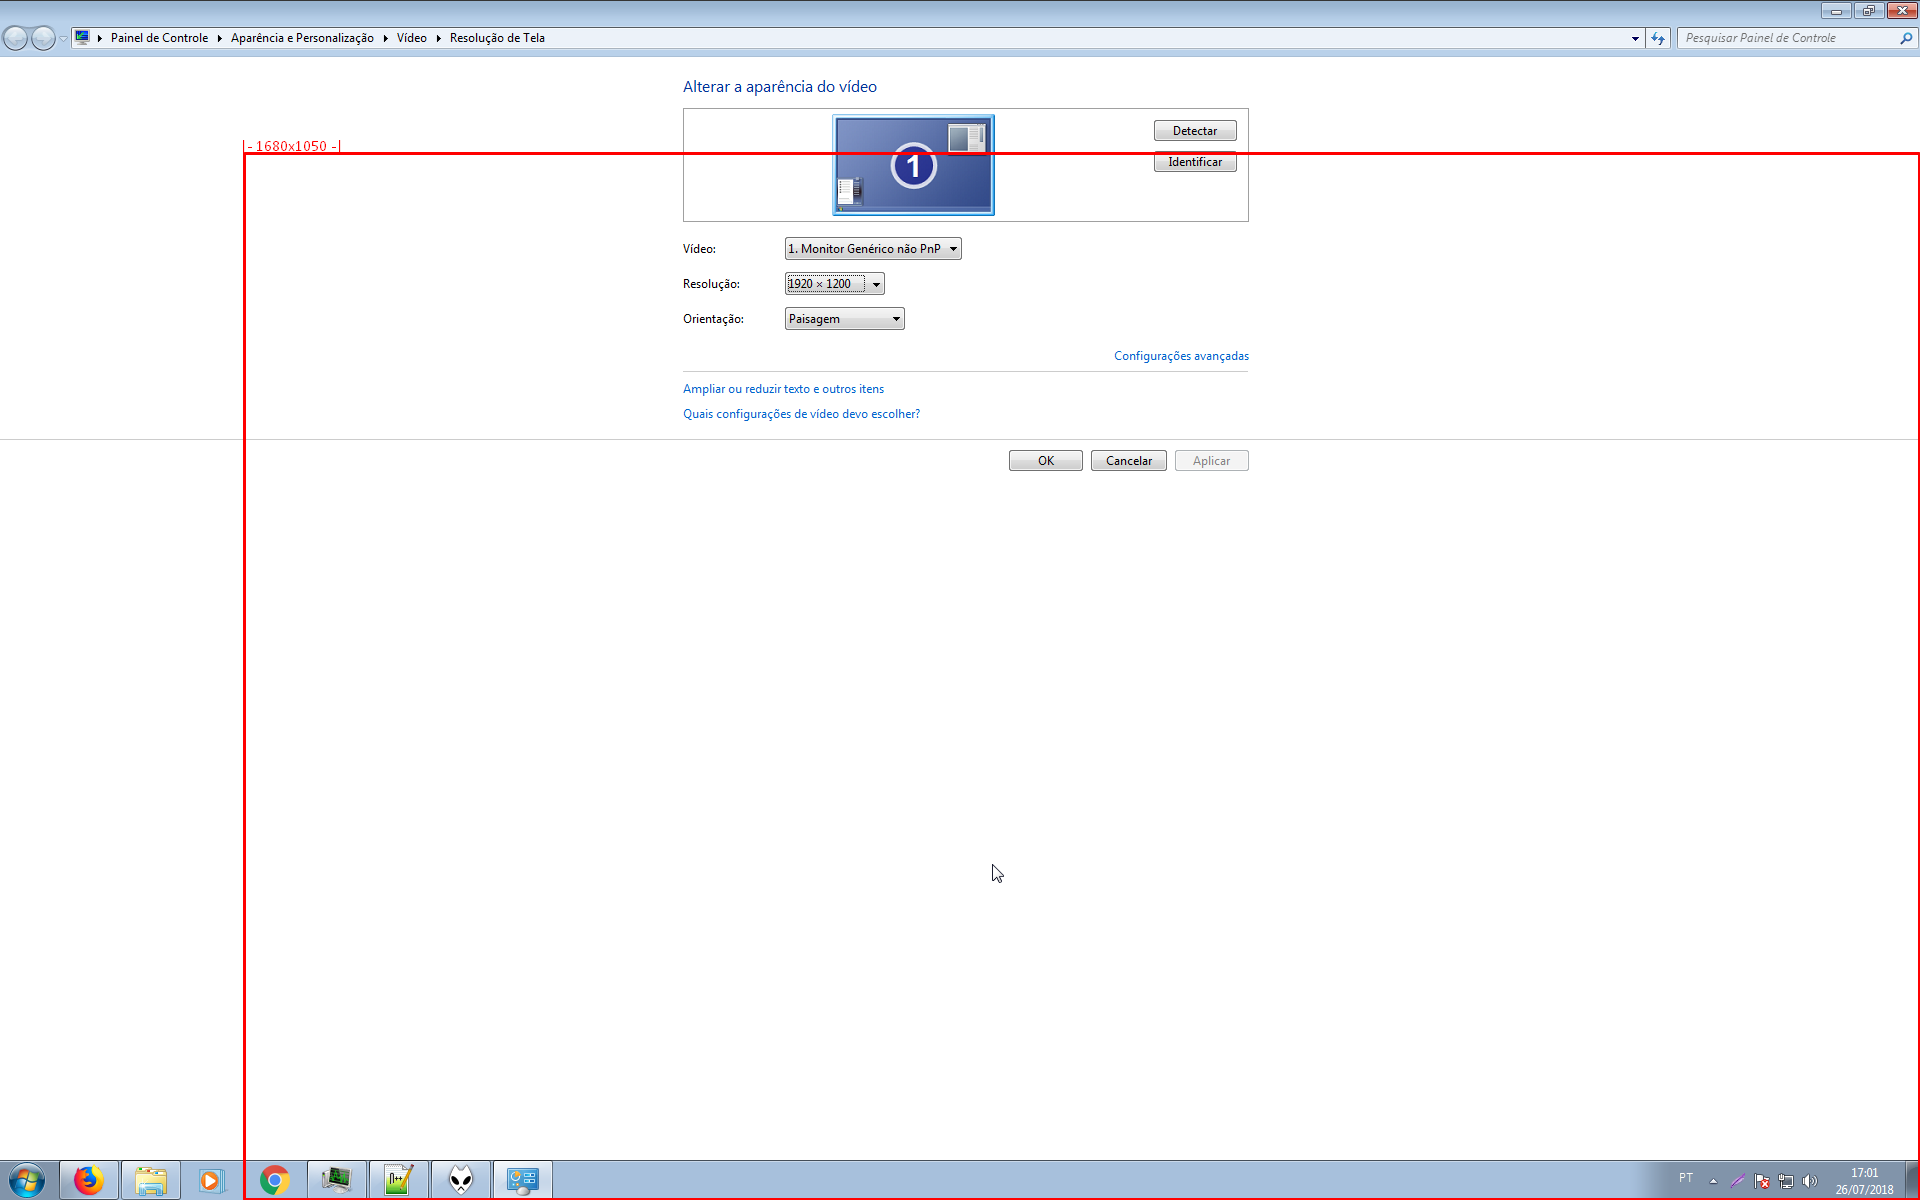 Painel de Controle Aparência e Personalização Vídeo Resolução de Tela
Pesquisar Painel de Controle
Alterar a aparência do vídeo
1
Detectar
|- 1680x1050 -|
Identificar
Vídeo: 1. Monitor Genérico não PnP
Resolução: 1920 × 1200
Orientação: Paisagem
Configurações avançadas
Ampliar ou reduzir texto e outros itens
Quais configurações de vídeo devo escolher?
OK Cancelar Aplicar
PT
17:01
26/07/2018